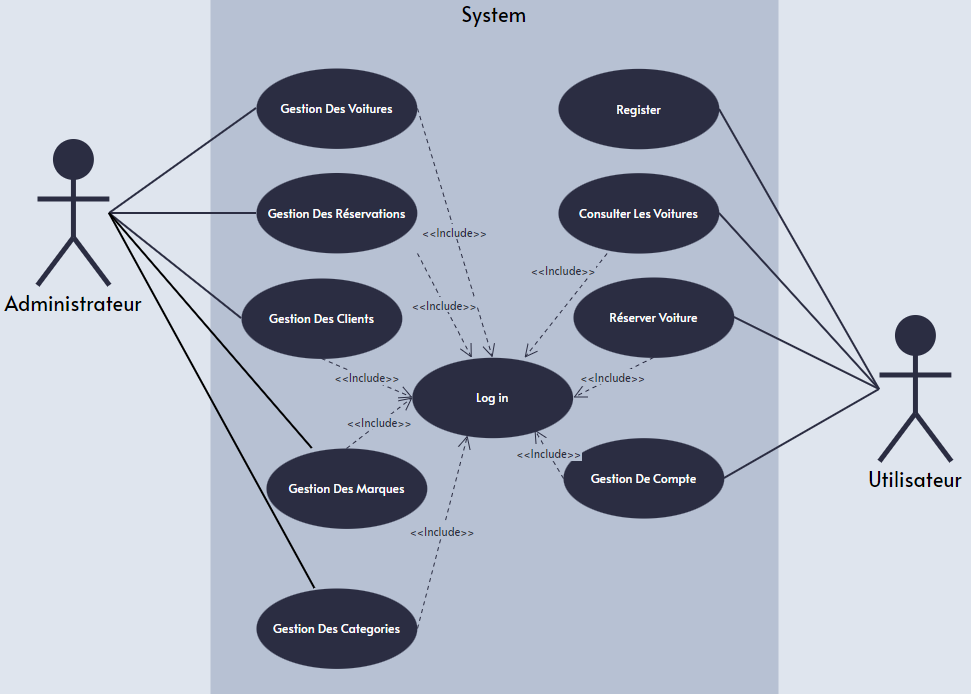 System
Gestion Des Voitures
Register
Gestion Des Réservations
Consulter Les Voitures
<<Include>>
<<Include>>
Administrateur
<<Include>>
Gestion Des Clients
Réserver Voiture
<<Include>>
<<Include>>
Log in
<<Include>>
<<Include>>
Gestion De Compte
Utilisateur
Gestion Des Marques
<<Include>>
Gestion Des Categories